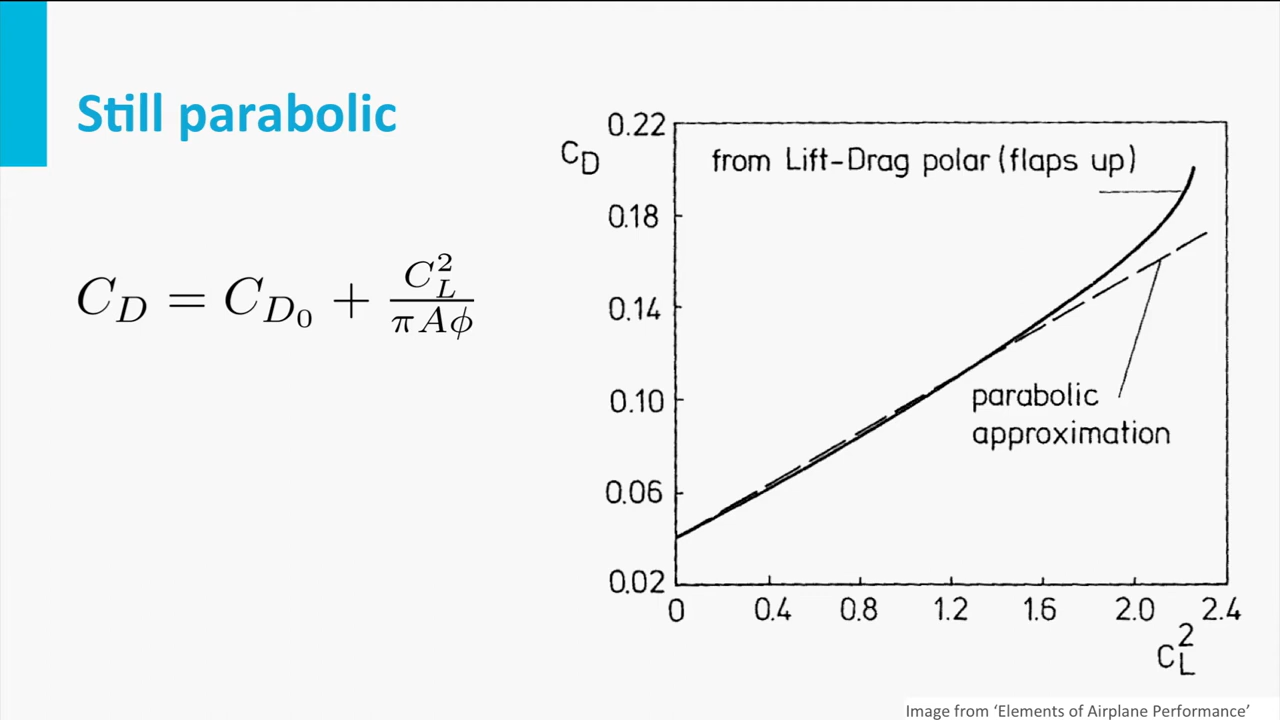 Still parabolic
C_D = C_{D_0} + \frac{C_L^2}{\pi A \phi}
C_D
0.22
0.18
0.14
0.10
0.06
0.02
from Lift-Drag polar (flaps up)
parabolic
approximation
0 0.4 0.8 1.2 1.6 2.0 2.4
C_L^2
Image from ‘Elements of Airplane Performance’